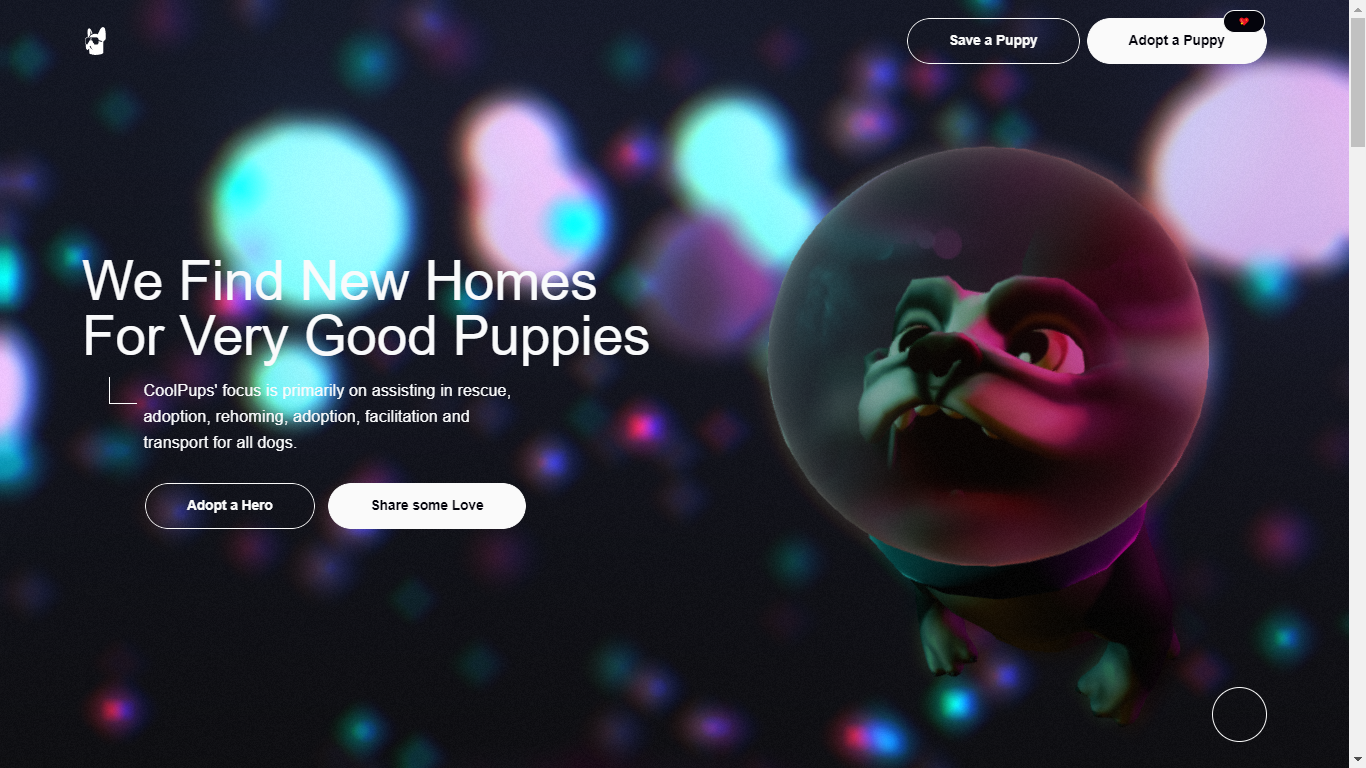 Save a Puppy
Adopt a Puppy
We Find New Homes
For Very Good Puppies
CoolPups' focus is primarily on assisting in rescue,
adoption, rehoming, adoption, facilitation and
transport for all dogs.
Adopt a Hero
Share some Love